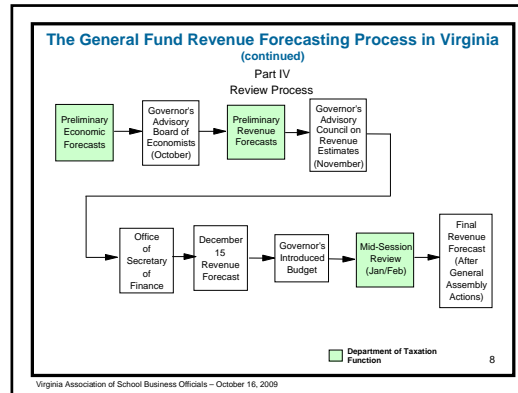 The General Fund Revenue Forecasting Process in Virginia
(continued)
Part IV
Review Process
Preliminary
Economic
Forecasts
Governor's
Advisory
Board of
Economists
(October)
Preliminary
Revenue
Forecasts
Governor's
Advisory
Council on
Revenue
Estimates
(November)
Office
of
Secretary
of
Finance
December
15
Revenue
Forecast
Governor's
Introduced
Budget
Mid-Session
Review
(Jan/Feb)
Final
Revenue
Forecast
(After
General
Assembly
Actions)
Department of Taxation
Function
8
Virginia Association of School Business Officials – October 16, 2009